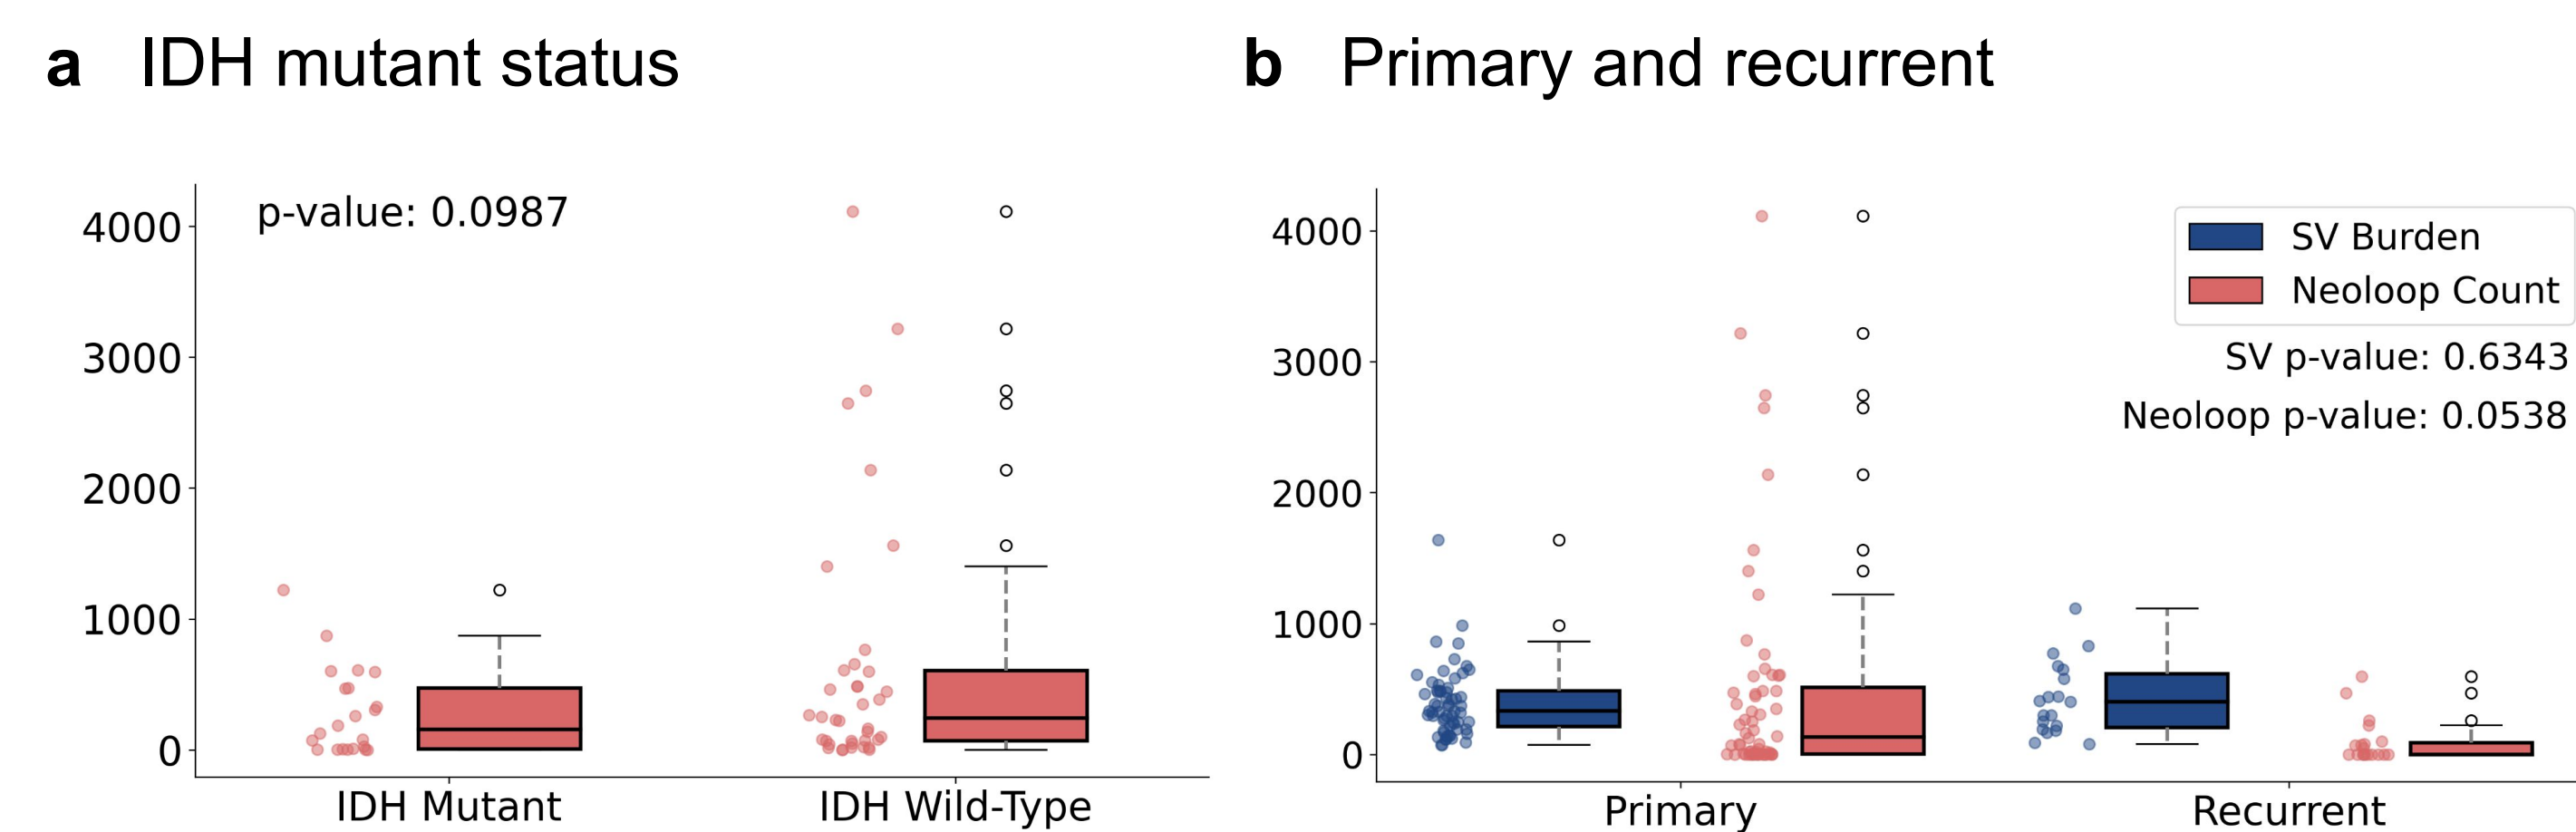 a IDH mutant status
p-value: 0.0987
4000
3000
2000
1000
0
IDH Mutant
IDH Wild-Type
b Primary and recurrent
4000
3000
2000
1000
0
SV Burden
Neoloop Count
SV p-value: 0.6343
Neoloop p-value: 0.0538
Primary
Recurrent